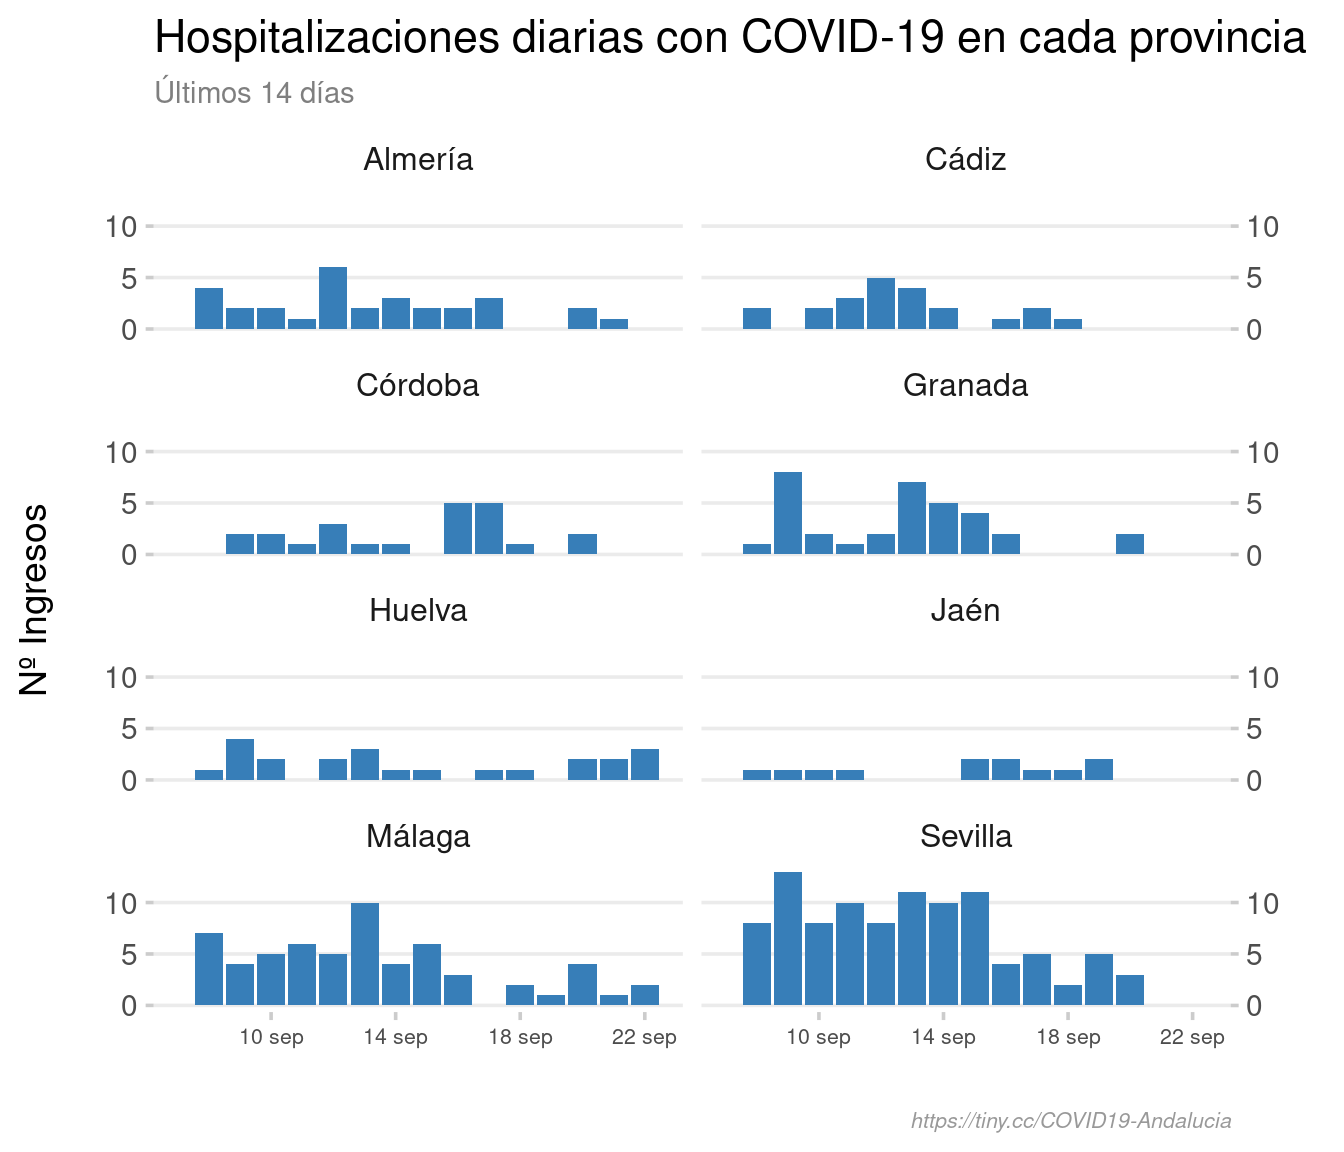 Hospitalizaciones diarias con COVID-19 en cada provincia
Últimos 14 días
Nº Ingresos
Almería
Cádiz
10
5
0
10
5
0
Córdoba
Granada
10
5
0
10
5
0
Huelva
Jaén
10
5
0
10
5
0
Málaga
Sevilla
10
5
0
10
5
0
10 sep 14 sep 18 sep 22 sep
10 sep 14 sep 18 sep 22 sep
https://tiny.cc/COVID19-Andalucia